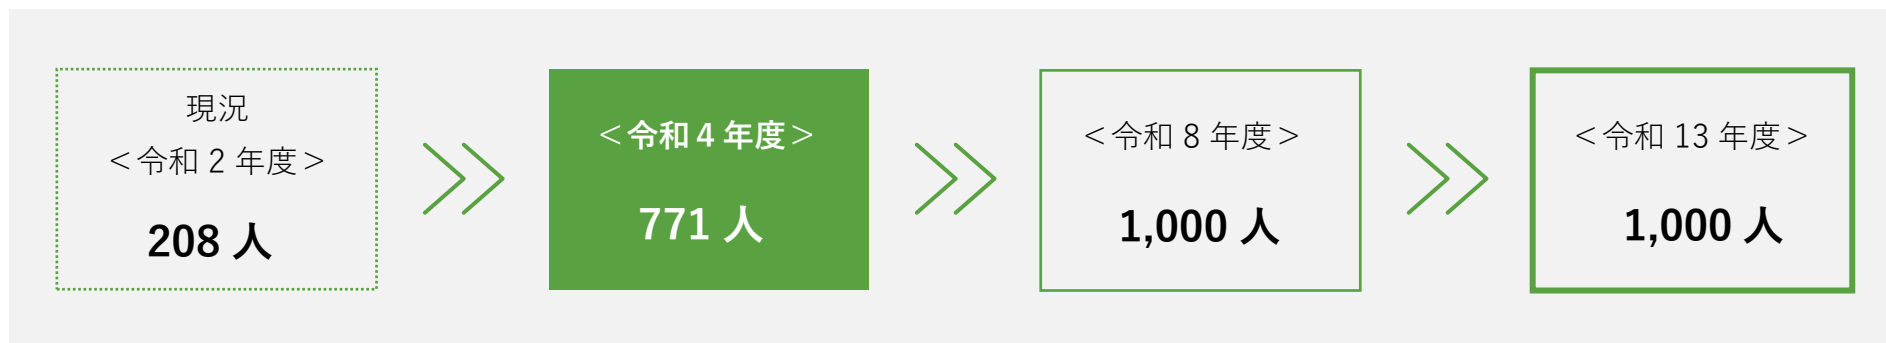 現況
＜令和 2 年度＞
208 人
＜令和 4 年度＞
771 人
＜令和 8 年度＞
1,000 人
＜令和 13 年度＞
1,000 人